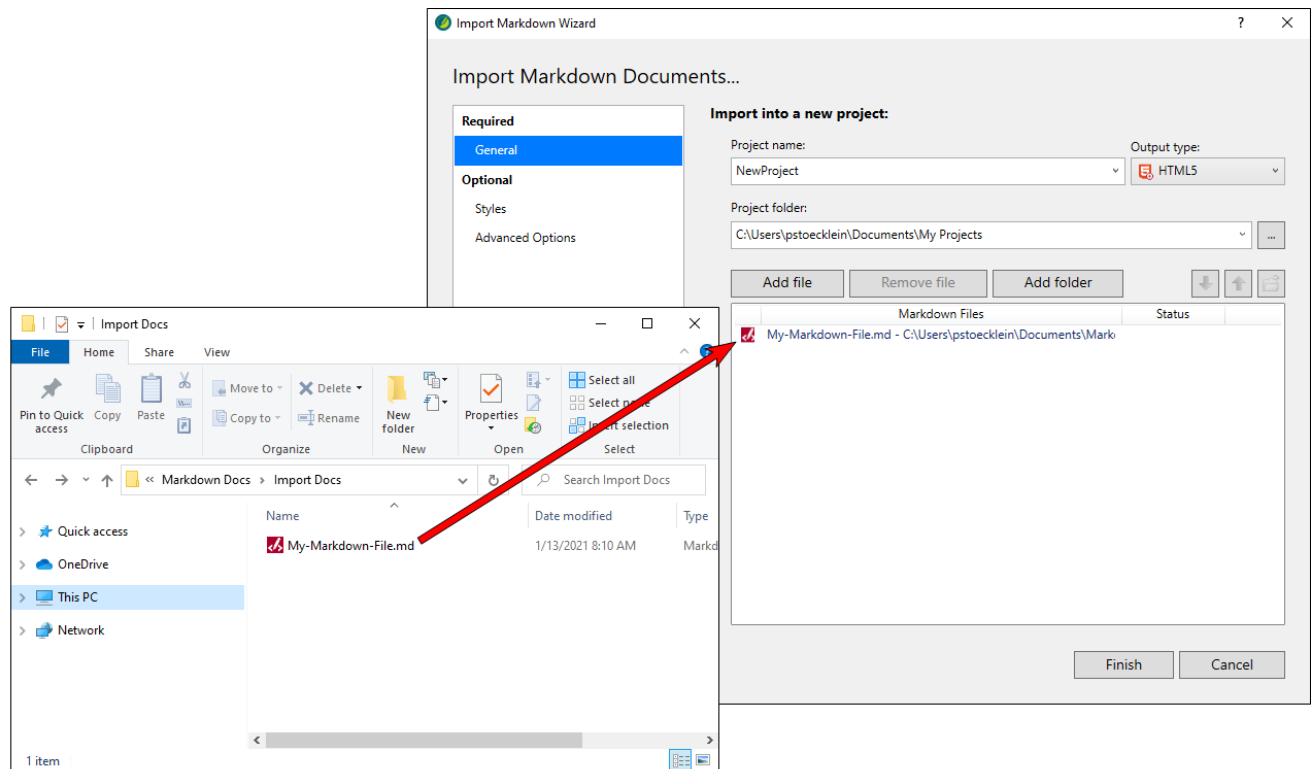 Import Markdown Wizard
?
Import Markdown Documents...
Required
General
Optional
Styles
Advanced Options
Import into a new project:
Project name:
Output type:
NewProject
HTML5
Project folder:
C:\Users\pstoecklein\Documents\My Projects
...
Add file
Remove file
Add folder
Markdown Files
Status
My-Markdown-File.md - C:\Users\pstoecklein\Documents\Mark
Finish
Cancel
Import Docs
File
Home
Share
View
Pin to Quick access
Copy
Paste
Clipboard
Move to
Copy to
Delete
Rename
Organize
New folder
New
Properties
Open
Select all
Select none
Insert selection
Select
« Markdown Docs > Import Docs
Search Import Docs
Quick access
OneDrive
This PC
Network
Name
Date modified
Type
My-Markdown-File.md
1/13/2021 8:10 AM
Markd
1 item